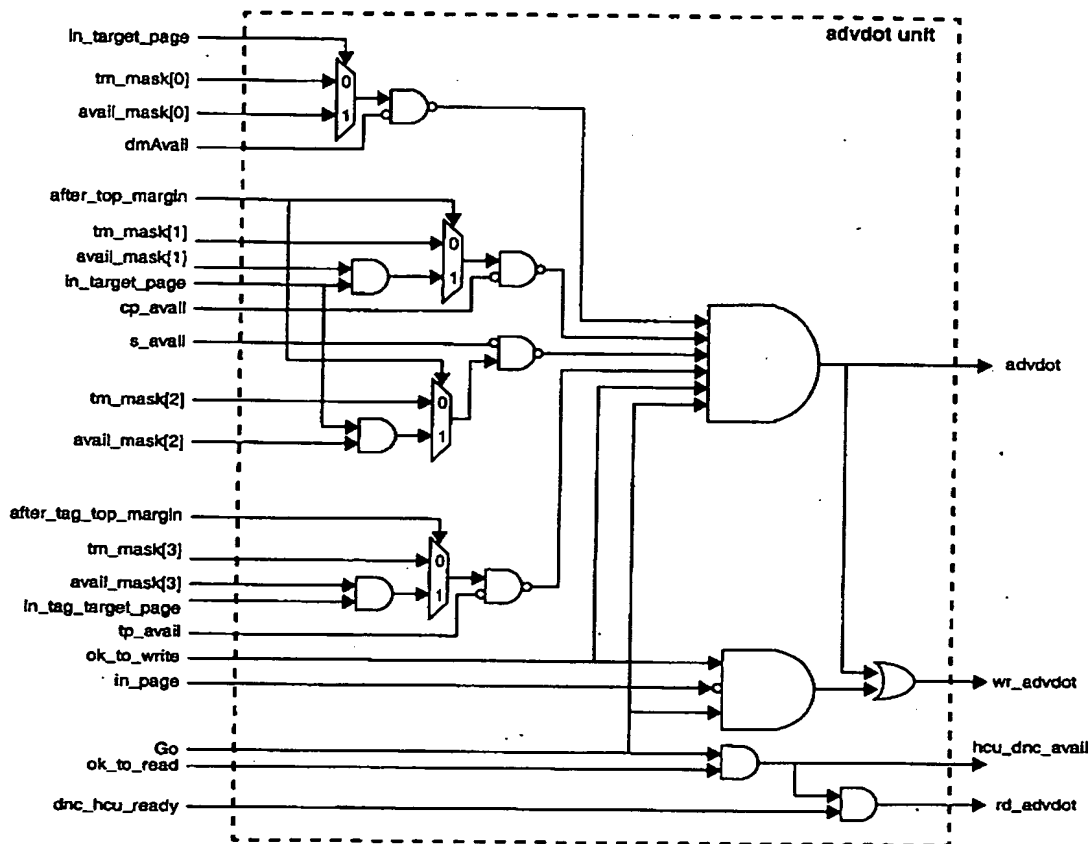 advdot unit
in_target_page
tm_mask[0]
avail_mask[0]
dmAvail
0
1
after_top_margin
tm_mask[1]
avail_mask[1]
in_target_page
cp_avail
0
1
s_avail
tm_mask[2]
avail_mask[2]
0
1
advdot
after_tag_top_margin
tm_mask[3]
avail_mask[3]
in_tag_target_page
tp_avail
0
1
ok_to_write
in_page
wr_advdot
Go
ok_to_read
hcu_dnc_avail
dnc_hcu_ready
rd_advdot